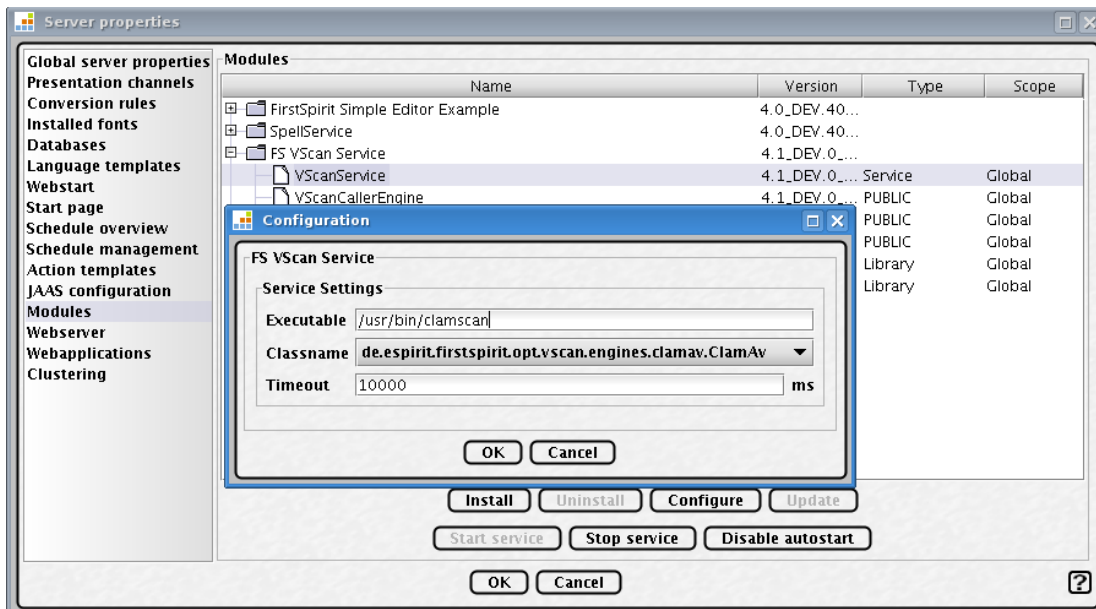 Server properties
Global server properties
Presentation channels
Conversion rules
Installed fonts
Databases
Language templates
Webstart
Start page
Schedule overview
Schedule management
Action templates
JAAS configuration
Modules
Webserver
Webapplications
Clustering
Modules
Name Version Type Scope
FirstSpirit Simple Editor Example 4.0_DEV.40...
SpellService 4.0_DEV.40...
FS VScan Service 4.1_DEV.0_...
VScanService 4.1_DEV.0_... Service Global
VScanCallerEngine 4.1_DEV.0_... PUBLIC Global
PUBLIC Global
PUBLIC Global
Library Global
Library Global
Configuration
FS VScan Service
Service Settings
Executable /usr/bin/clamscan
Classname de.espirit.firstspirit.opt.vscan.engines.clamav.ClamAv
Timeout 10000 ms
OK Cancel
Install Uninstall Configure Update
Start service Stop service Disable autostart
OK Cancel ?